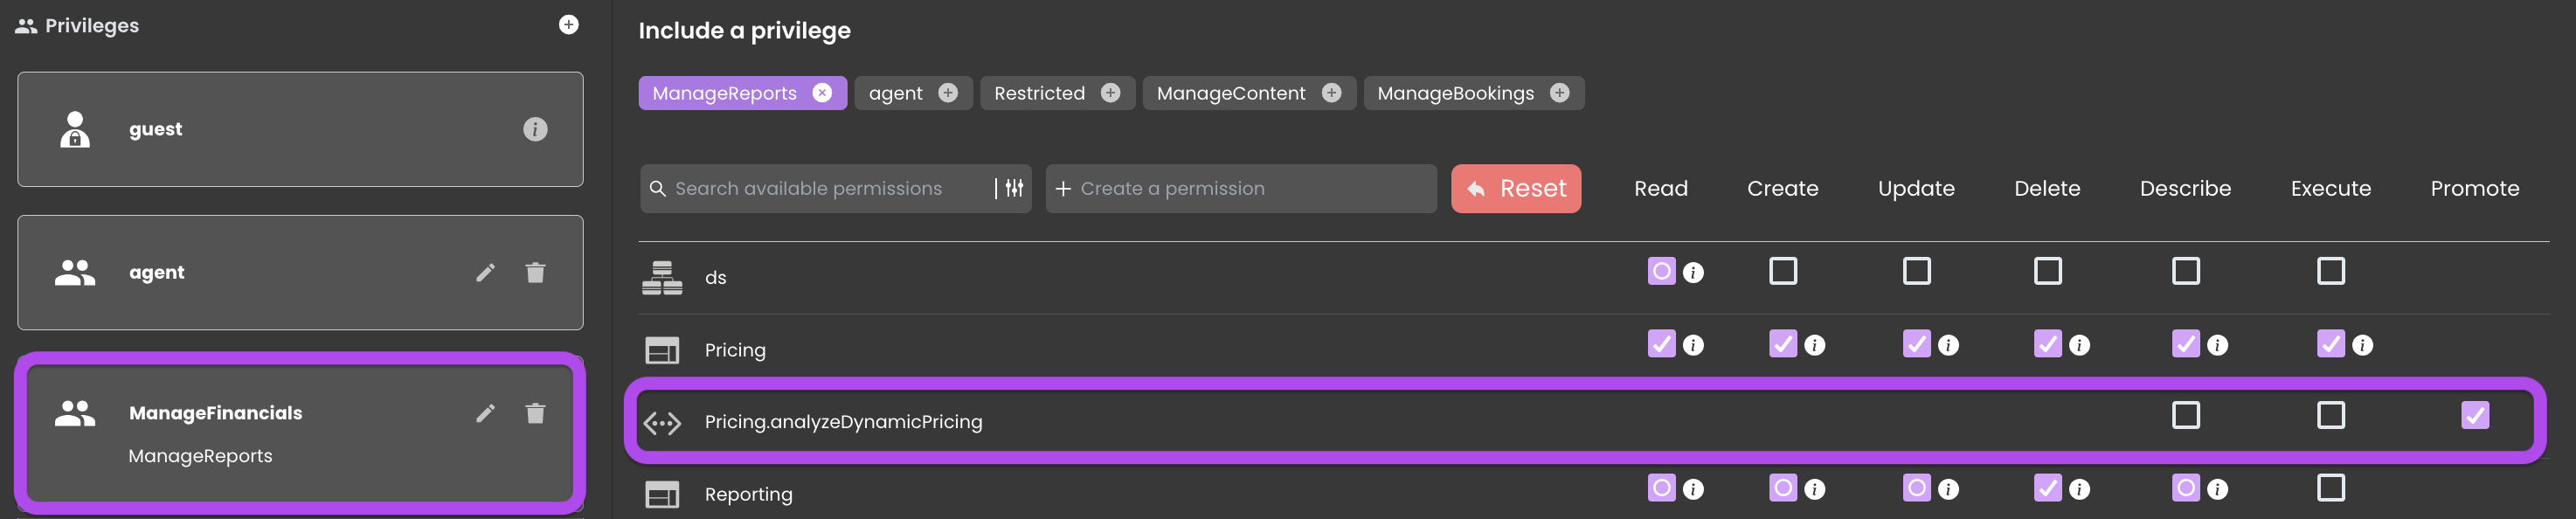 Privileges
guest
agent
ManageFinancials
ManageReports
Include a privilege
ManageReports agent Restricted ManageContent ManageBookings
Search available permissions Create a permission Reset Read Create Update Delete Describe Execute Promote
ds
Pricing
Pricing.analyzeDynamicPricing
Reporting